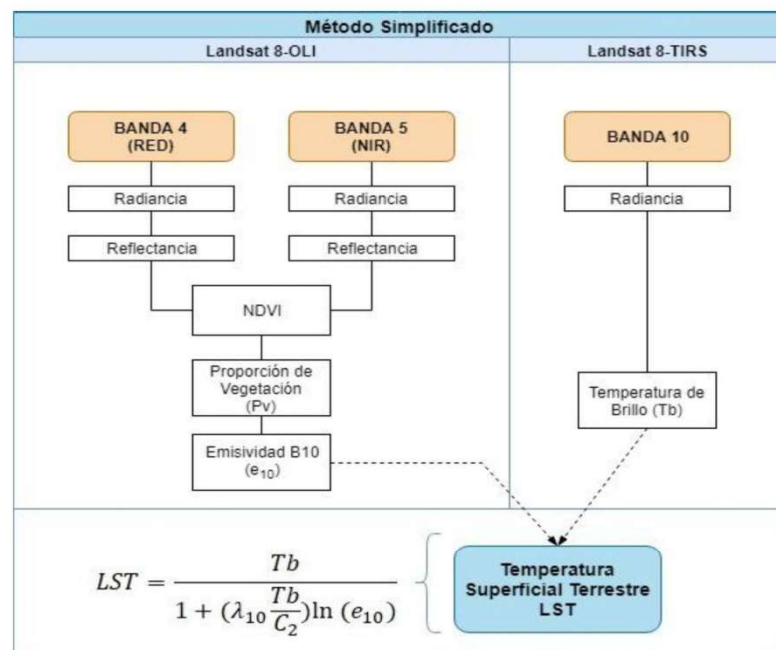 Método Simplificado
Landsat 8-OLI
Landsat 8-TIRS
BANDA 4
(RED)
BANDA 5
(NIR)
BANDA 10
Radiancia
Radiancia
Radiancia
Reflectancia
Reflectancia
NDVI
Proporción de
Vegetación
(Pv)
Temperatura de
Brillo (Tb)
Emisividad B10
(e₁₀)
LST = Tb / (1 + (λ₁₀ Tb/C₂)ln (e₁₀))
Temperatura
Superficial Terrestre
LST